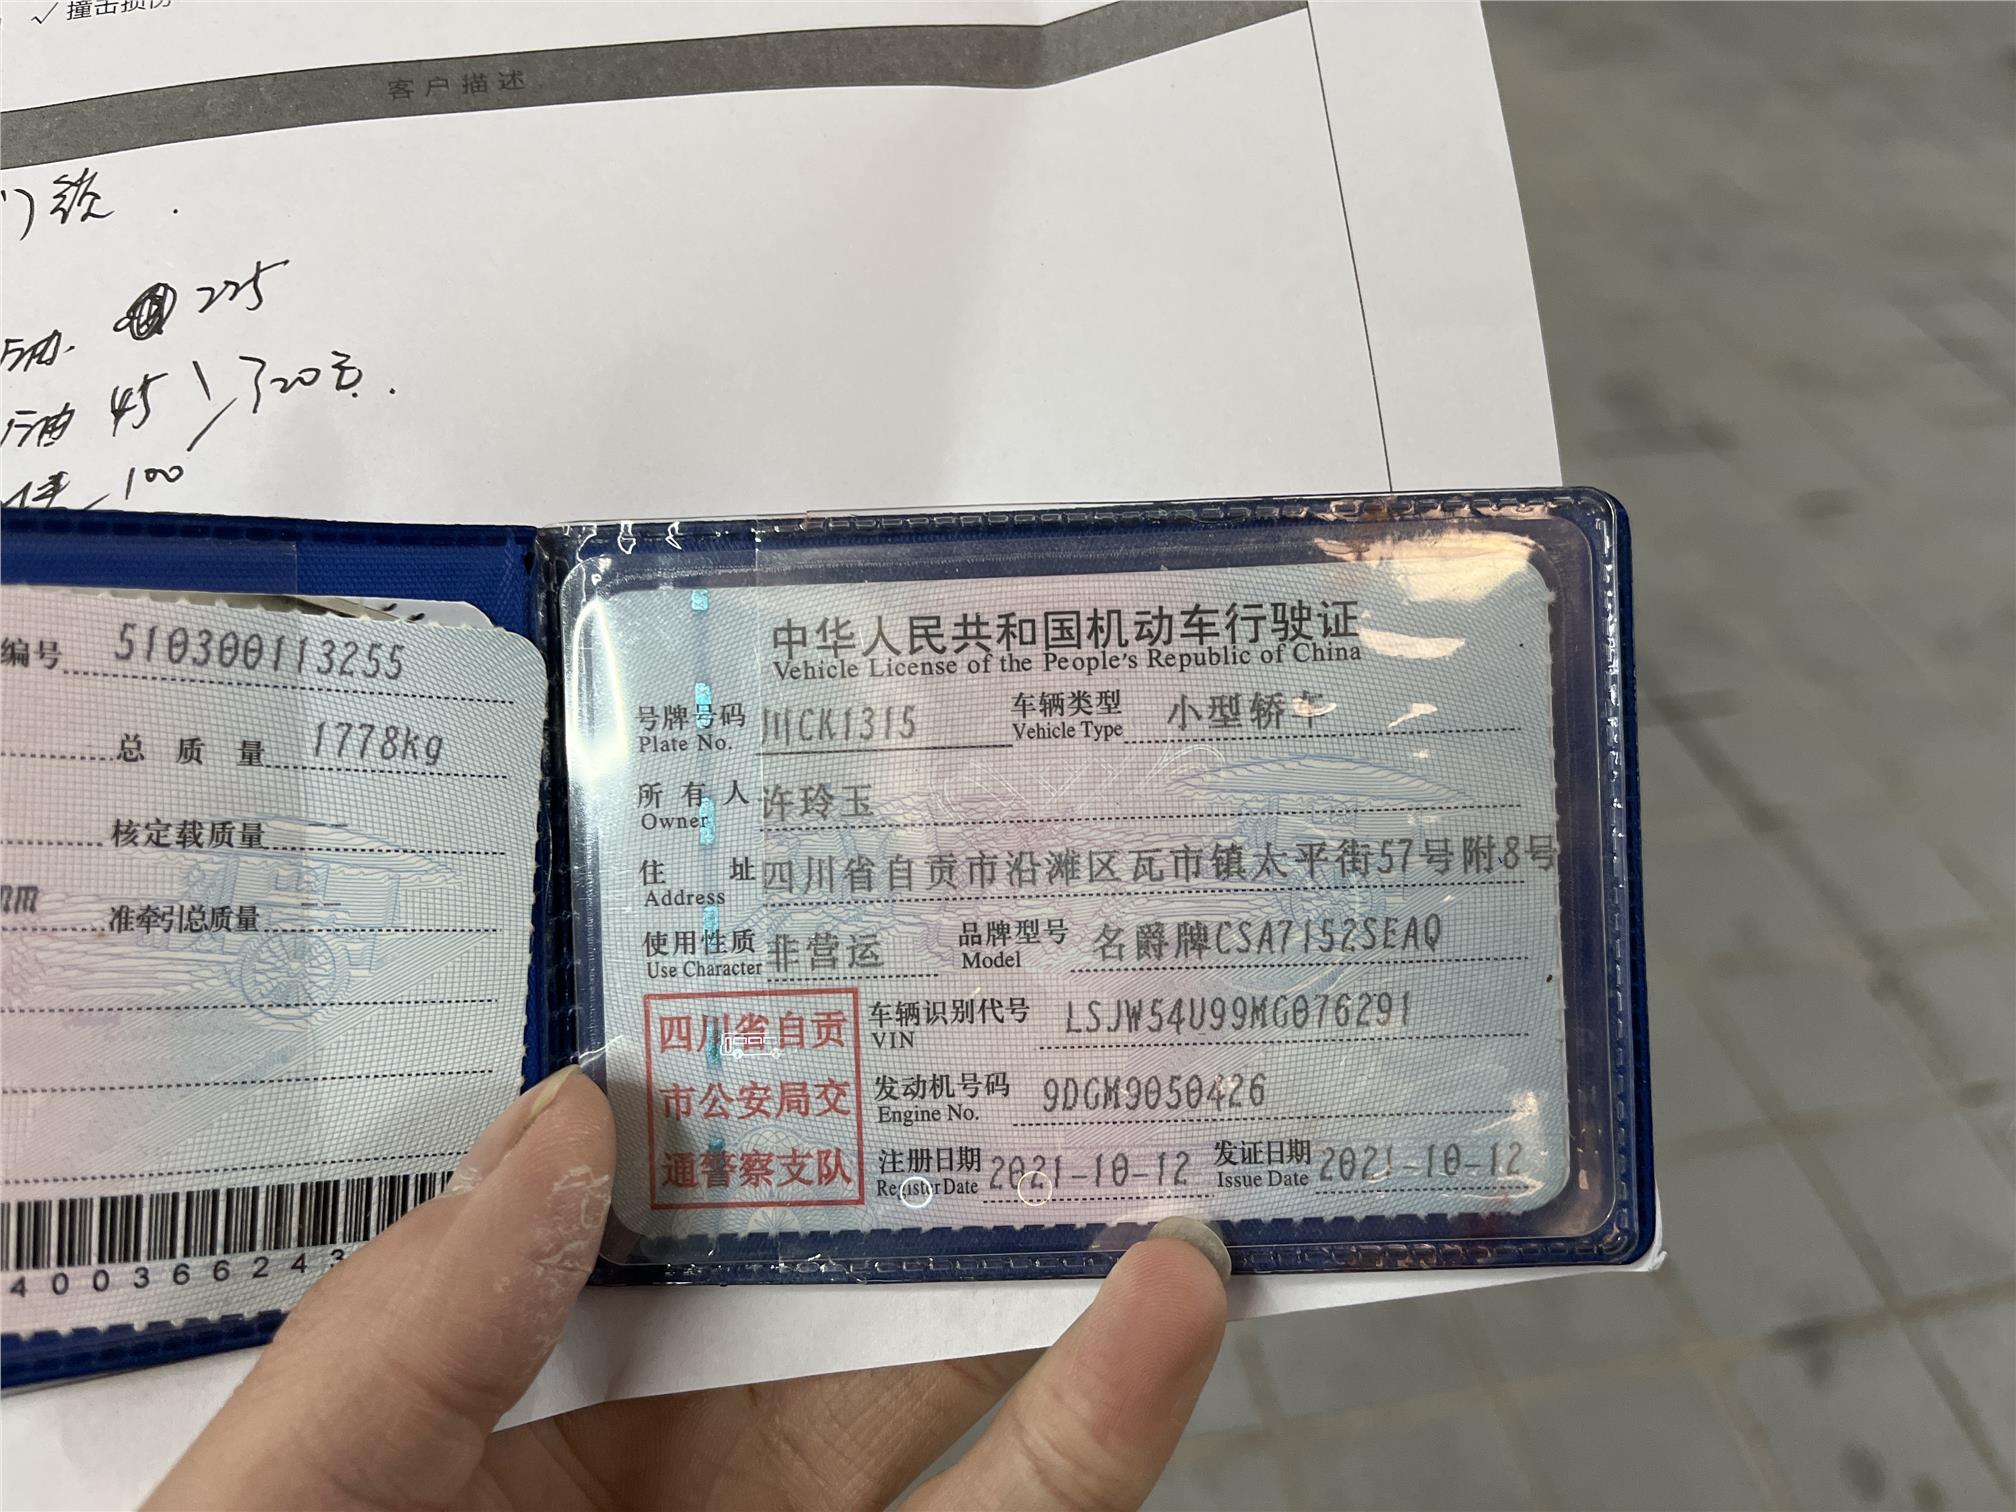 ✓ 撞击损伤
客户描述
门锁.
225
45 320元.
100
编号 510300113255
总质量 1778kg
核定载质量 --
mm 准牵引总质量 --
400366243
中华人民共和国机动车行驶证
Vehicle License of the People's Republic of China
号牌号码 川CK1315 车辆类型 小型轿车
Plate No. Vehicle Type
所有人 许玲玉
Owner
住址 四川省自贡市沿滩区瓦市镇太平街57号附8号
Address
使用性质 非营运 品牌型号 名爵牌CSA7152SEAQ
Use Character Model
四川省自贡
市公安局交
通警察支队
车辆识别代号 LSJW54U99MG076291
VIN
发动机号码 9DGM9050426
Engine No.
注册日期 2021-10-12 发证日期 2021-10-12
Register Date Issue Date